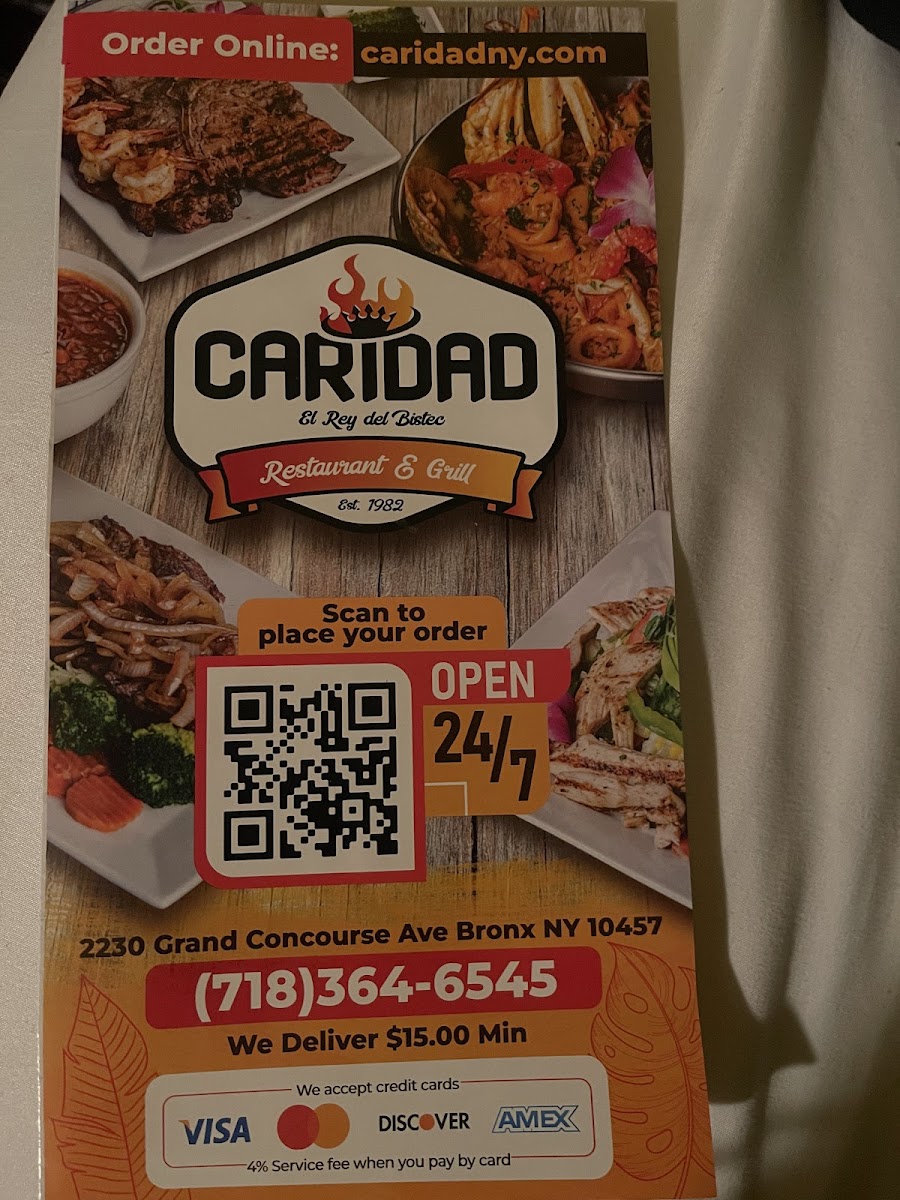 Order Online: caridadny.com
CARIDAD
El Rey del Bistec
Restaurant & Grill
Est. 1982
Scan to
place your order
OPEN
24/7
2230 Grand Concourse Ave Bronx NY 10457
(718)364-6545
We Deliver $15.00 Min
We accept credit cards
VISA DISCOVER AMEX
4% Service fee when you pay by card